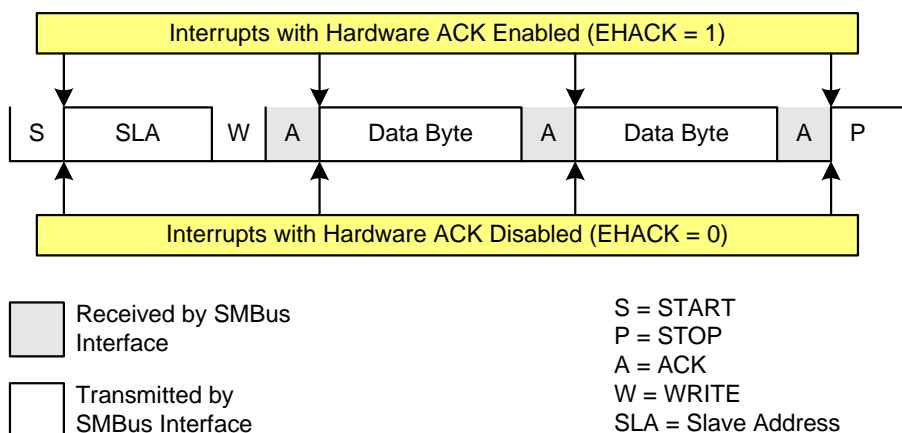 Interrupts with Hardware ACK Enabled (EHACK = 1)
S SLA W A Data Byte A Data Byte A P
Interrupts with Hardware ACK Disabled (EHACK = 0)
Received by SMBus
Interface
Transmitted by
SMBus Interface
S = START
P = STOP
A = ACK
W = WRITE
SLA = Slave Address